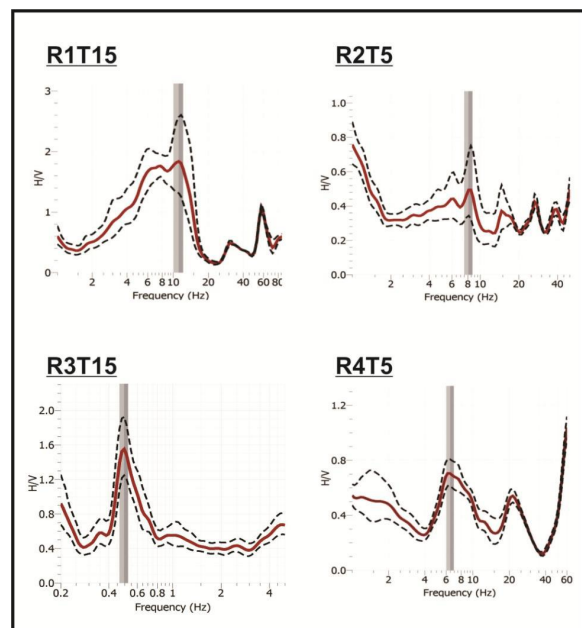 R1T15
3
2
1
0
H/V
2 4 6 8 10 20 40 60 80
Frequency (Hz)
R2T5
1.0
0.8
0.6
0.4
0.2
0.0
H/V
2 4 6 8 10 20 40
Frequency (Hz)
R3T15
2.0
1.6
1.2
0.8
0.4
0.0
H/V
0.2 0.4 0.6 0.8 1 2 4
Frequency (Hz)
R4T5
1.2
0.8
0.4
0.0
H/V
2 4 6 8 10 20 40 60
Frequency (Hz)